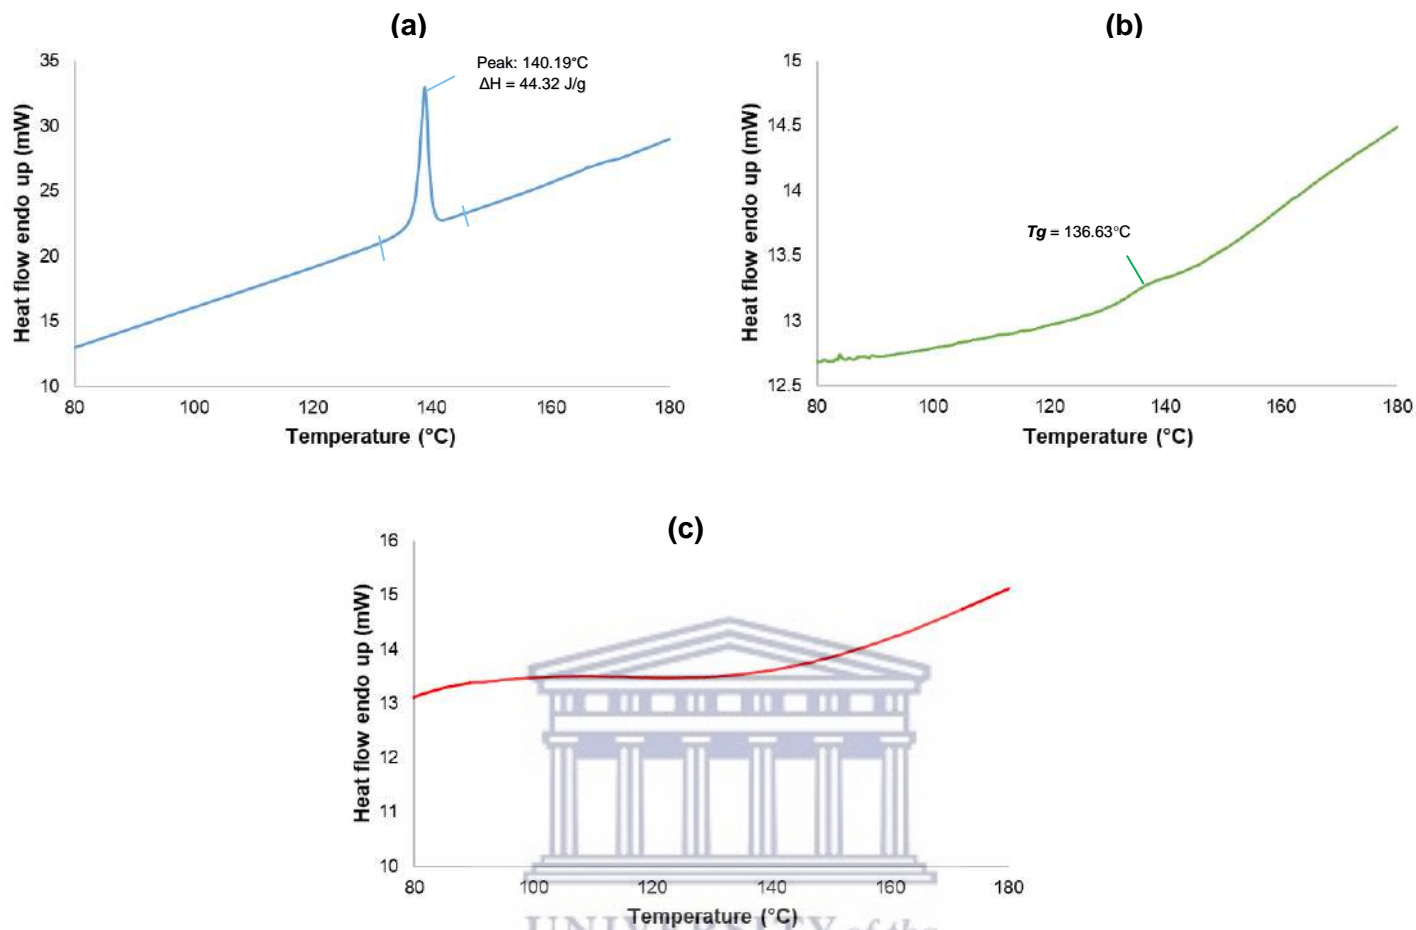 (a)
Peak: 140.19°C
ΔH = 44.32 J/g
Heat flow endo up (mW)
35
30
25
20
15
10
80 100 120 140 160 180
Temperature (°C)
(b)
Tg = 136.63°C
Heat flow endo up (mW)
15
14.5
14
13.5
13
12.5
80 100 120 140 160 180
Temperature (°C)
(c)
Heat flow endo up (mW)
16
15
14
13
12
11
10
80 100 120 140 160 180
Temperature (°C)
UNIVERSITY of the